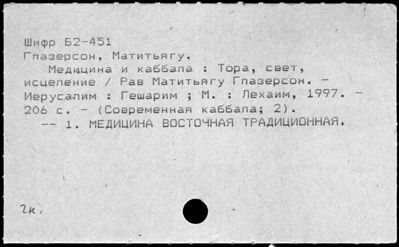 Шифр Б2-451
Глазерсон, Матитьягу.
Медицина и каббала : Тора, свет,
исцеление / Рав Матитьягу Глазерсон. -
Иерусалим : Гешарим ; М. : Лехаим, 1997. -
206 с. - (Современная каббала; 2).
-- 1. МЕДИЦИНА ВОСТОЧНАЯ ТРАДИЦИОННАЯ.
2к.